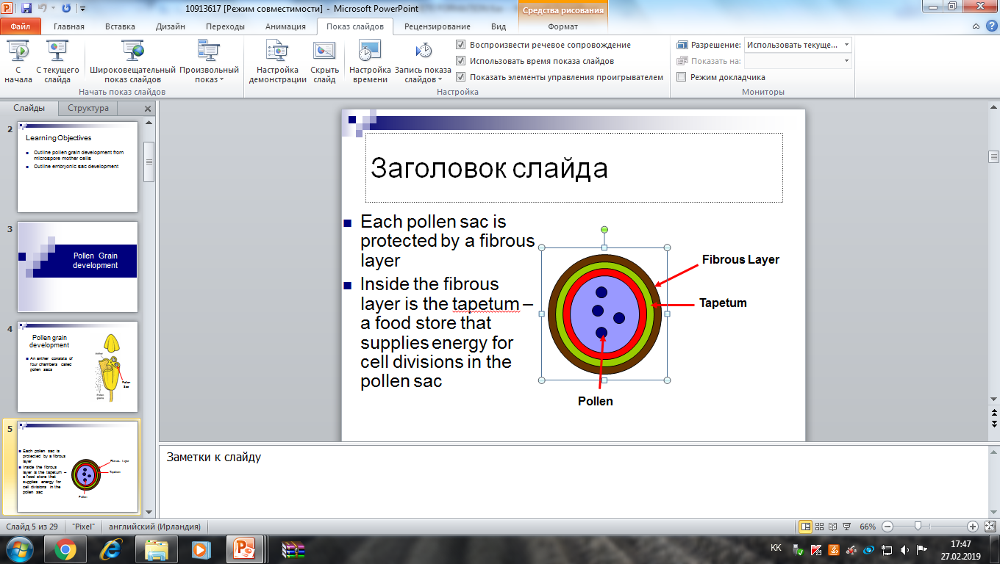 10913617 [Режим совместимости] - Microsoft PowerPoint
Средства рисования
Файл
Главная
Вставка
Дизайн
Переходы
Анимация
Показ слайдов
Рецензирование
Вид
Формат
С начала
С текущего слайда
Широковещательный показ слайдов
Произвольный показ
Начать показ слайдов
Настройка демонстрации
Скрыть слайд
Настройка времени
Запись показа слайдов
Воспроизвести речевое сопровождение
Использовать время показа слайдов
Показать элементы управления проигрывателем
Настройка
Разрешение: Использовать текуще...
Показать на:
Режим докладчика
Мониторы
Слайды
Структура
2
Learning Objectives
Outline pollen grain development from
microspore mother cells
Outline embryonic sac development
3
Pollen Grain
development
4
Pollen grain
development
An anther consists of
four chambers called
pollen sacs
Anther
Pollen
Sac
Pollen
grains
5
Each pollen sac is
protected by a fibrous
layer
Inside the fibrous
layer is the tapetum –
a food store that
supplies energy for
cell divisions in the
pollen sac
Fibrous Layer
Tapetum
Pollen
Заголовок слайда
Each pollen sac is
protected by a fibrous
layer
Inside the fibrous
layer is the tapetum –
a food store that
supplies energy for
cell divisions in the
pollen sac
Fibrous Layer
Tapetum
Pollen
Заметки к слайду
Слайд 5 из 29
"Pixel"
английский (Ирландия)
66%
KK
17:47
27.02.2019